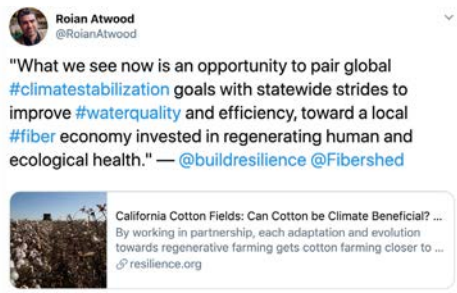 Roian Atwood
@RoianAtwood
"What we see now is an opportunity to pair global
#climatestabilization goals with statewide strides to
improve #waterquality and efficiency, toward a local
#fiber economy invested in regenerating human and
ecological health." — @buildresilience @Fibershed
California Cotton Fields: Can Cotton be Climate Beneficial? ...
By working in partnership, each adaptation and evolution
towards regenerative farming gets cotton farming closer to ...
resilience.org